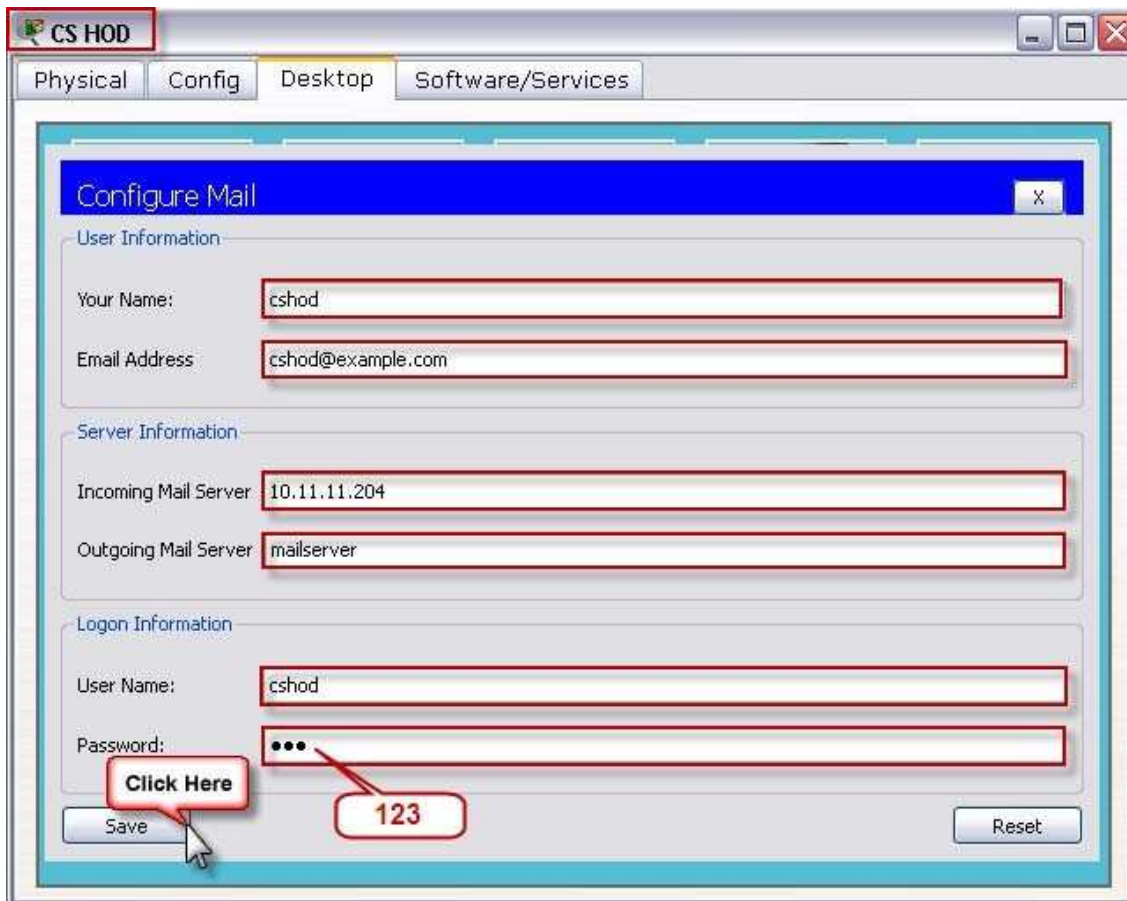 CS HOD
Physical Config Desktop Software/Services
Configure Mail X
User Information
Your Name: cshod
Email Address cshod@example.com
Server Information
Incoming Mail Server 10.11.11.204
Outgoing Mail Server mailserver
Logon Information
User Name: cshod
Password: •••
Click Here
123
Save Reset